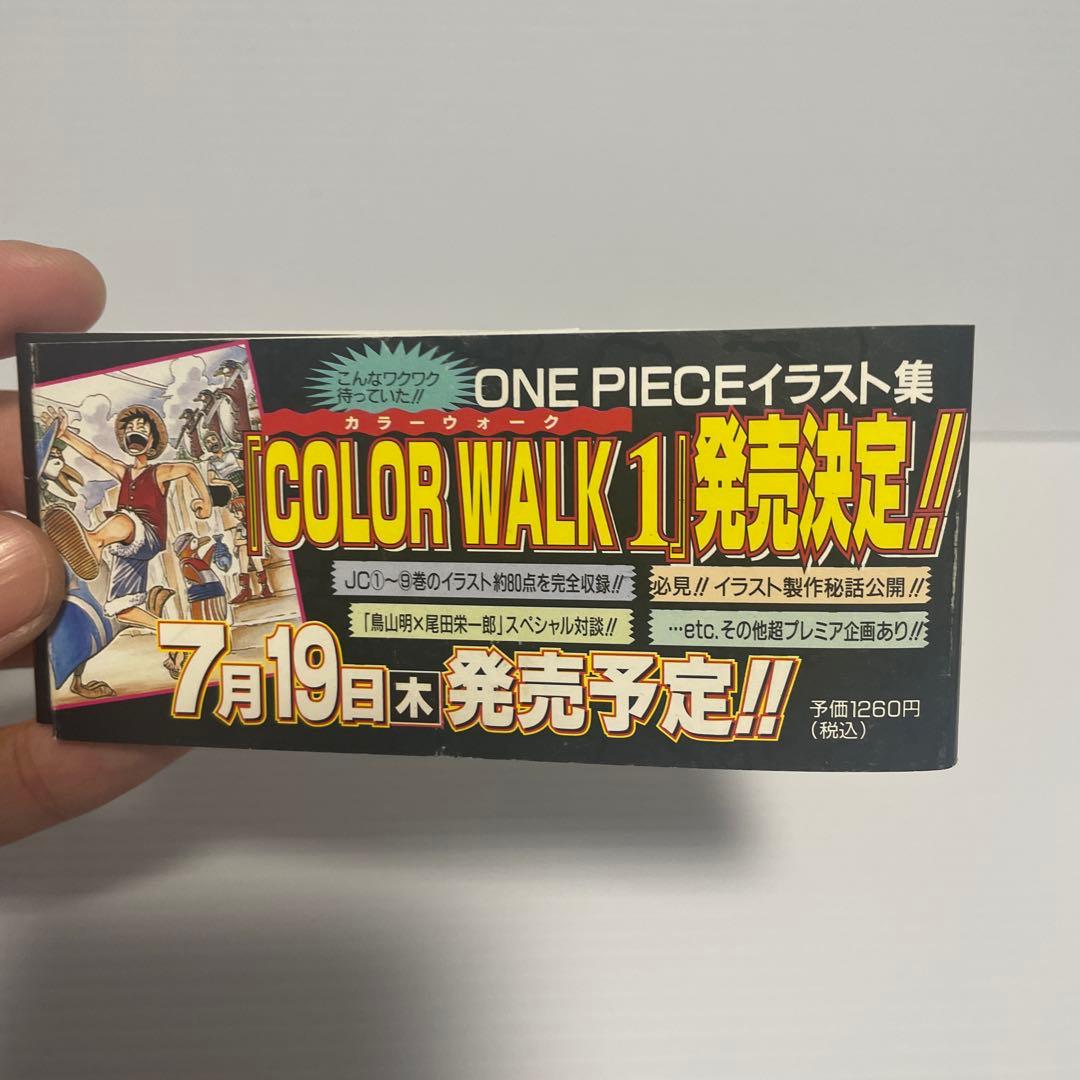 こんなワクワク
待っていた!!
ONE PIECEイラスト集
カラーウォーク
『COLOR WALK 1』発売決定!!
JC①〜⑨巻のイラスト約80点を完全収録!!
必見!! イラスト製作秘話公開!!
「鳥山明×尾田栄一郎」スペシャル対談!!
…etc.その他超プレミア企画あり!!
7月19日木発売予定!!
予価1260円
(税込)